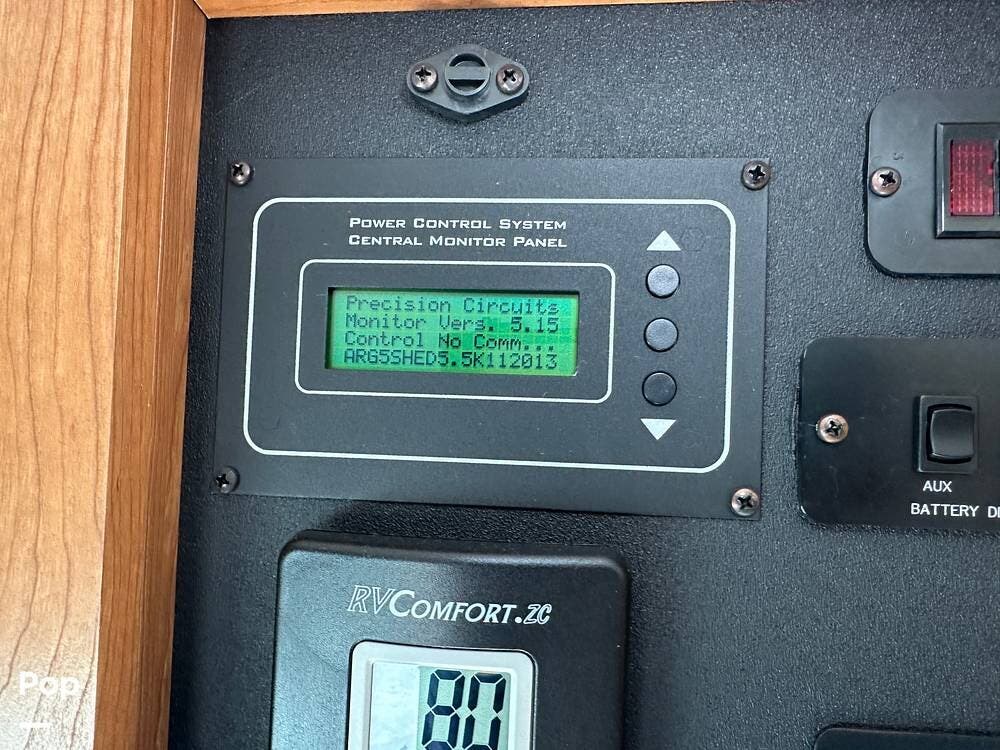 POWER CONTROL SYSTEM
CENTRAL MONITOR PANEL
Precision Circuits
Monitor Vers. 5.15
Control No Comm...
ARG5SHED5.5K112013
AUX
BATTERY DI
RVCOMFORT.ZC
80
Pop